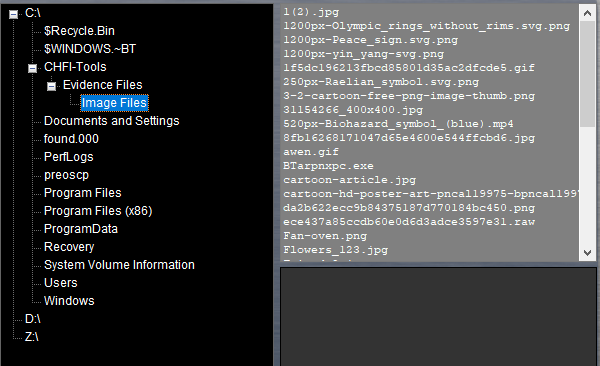 C:\
$Recycle.Bin
$WINDOWS.~BT
CHFI-Tools
Evidence Files
Image Files
Documents and Settings
found.000
PerfLogs
preoscp
Program Files
Program Files (x86)
ProgramData
Recovery
System Volume Information
Users
Windows
D:\
Z:\
1(2).jpg
1200px-Olympic_rings_without_rims.svg.png
1200px-Peace_sign.svg.png
1200px-yin_yang-svg.png
1f5dc196213fbcd85801d35ac2dfcde5.gif
250px-Raelian_symbol.svg.png
3-2-cartoon-free-png-image-thumb.png
31154266_400x400.jpg
520px-Biohazard_symbol_(blue).mp4
8fb16268171047d65e4600e544ffcbd6.jpg
awen.gif
BTarpnxpc.exe
cartoon-article.jpg
cartoon-hd-poster-art-pnca119975-bpnca11997
da2b622ecc9b84375187d770184bc450.png
ece437a85ccdb60e0d6d3adce3597e31.raw
Fan-oven.png
Flowers_123.jpg